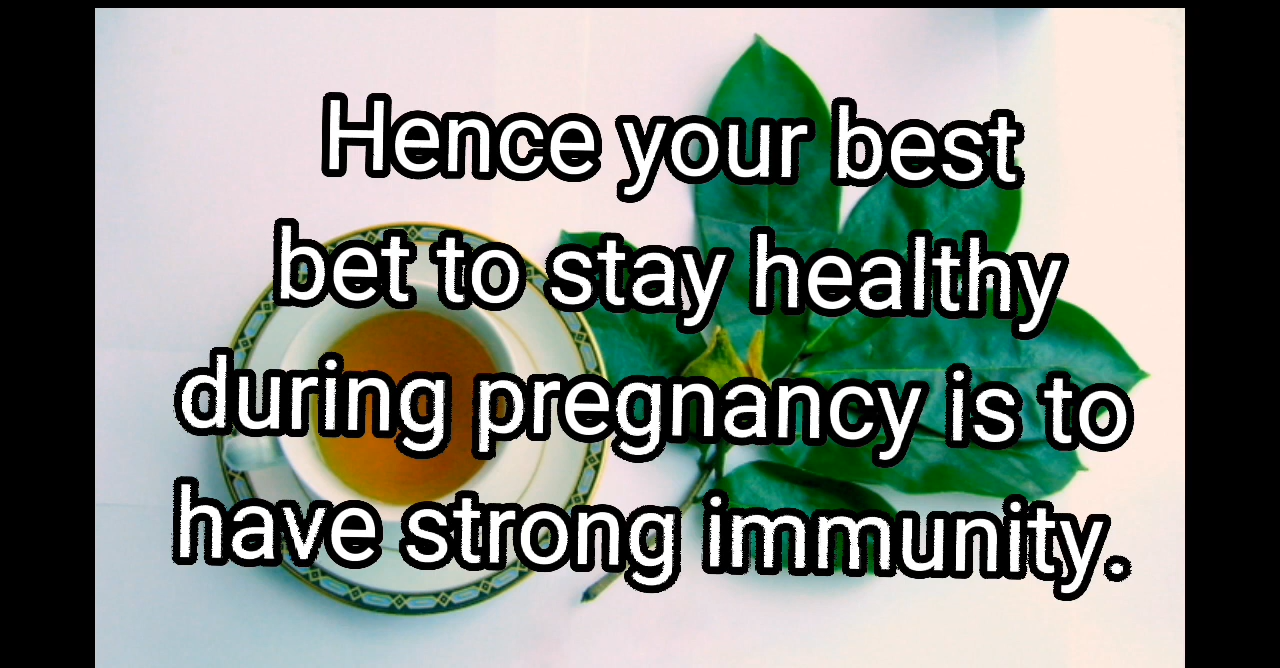 Hence your best
bet to stay healthy
during pregnancy is to
have strong immunity.